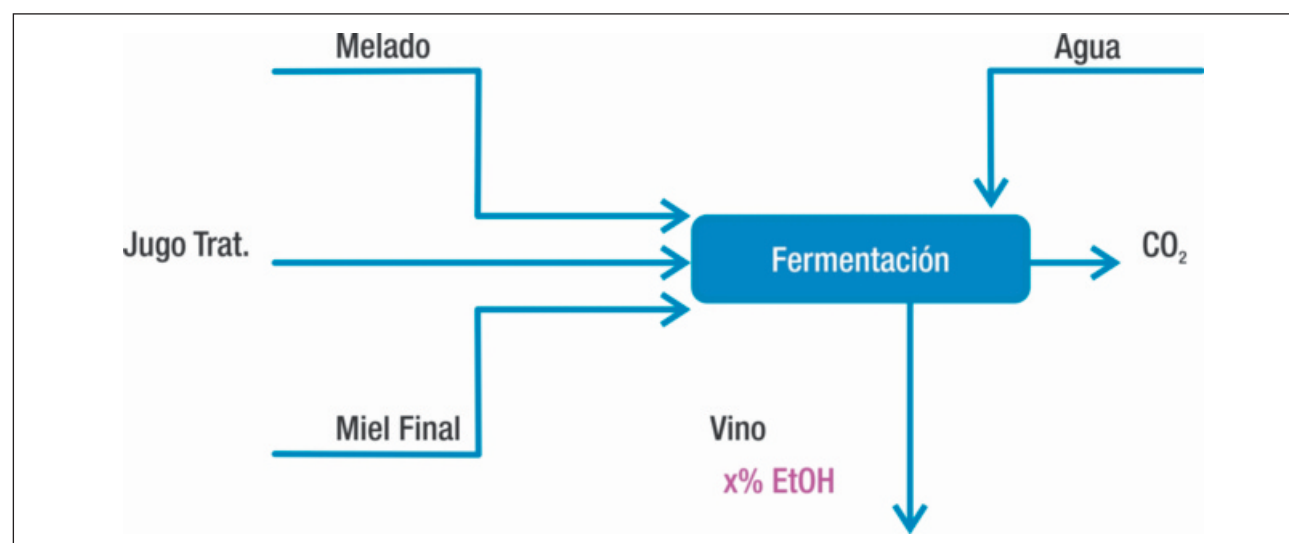 Melado
Agua
Jugo Trat.
Fermentación
CO₂
Miel Final
Vino
x% EtOH